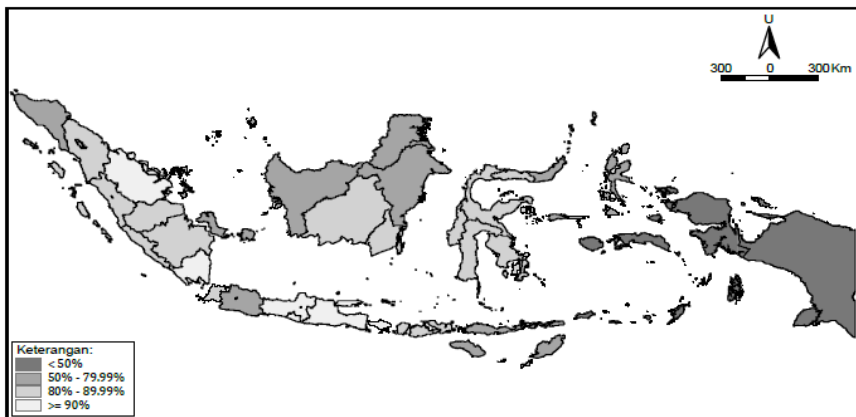 U
300 0 300 Km
Keterangan:
< 50%
50% - 79.99%
80% - 89.99%
>= 90%